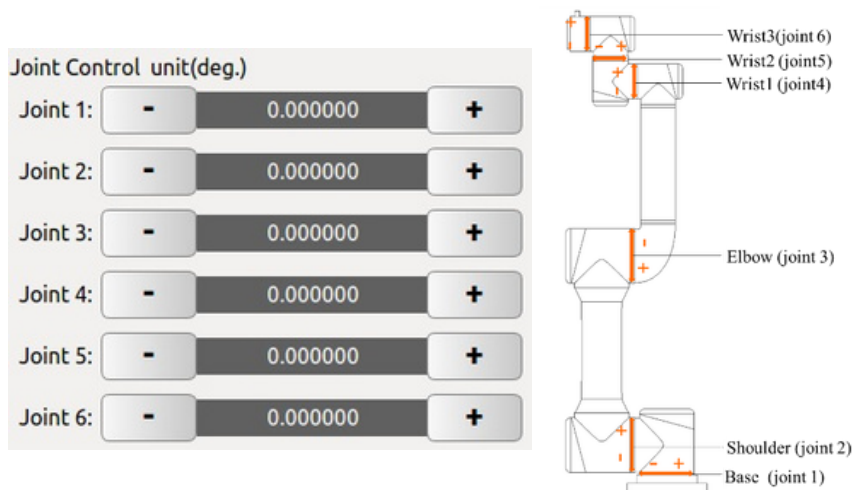 Joint Control unit(deg.)
Joint 1: - 0.000000 +
Joint 2: - 0.000000 +
Joint 3: - 0.000000 +
Joint 4: - 0.000000 +
Joint 5: - 0.000000 +
Joint 6: - 0.000000 +
Wrist3(joint 6)
Wrist2 (joint5)
Wrist1 (joint4)
Elbow (joint 3)
Shoulder (joint 2)
Base (joint 1)